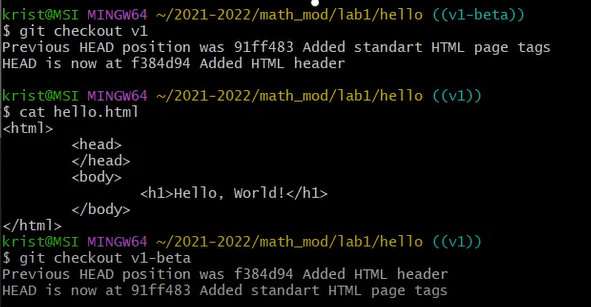 krist@MSI MINGW64 ~/2021-2022/math_mod/lab1/hello ((v1-beta))
$ git checkout v1
Previous HEAD position was 91ff483 Added standart HTML page tags
HEAD is now at f384d94 Added HTML header
krist@MSI MINGW64 ~/2021-2022/math_mod/lab1/hello ((v1))
$ cat hello.html
<html>
        <head>
        </head>
        <body>
                <h1>Hello, World!</h1>
        </body>
</html>
krist@MSI MINGW64 ~/2021-2022/math_mod/lab1/hello ((v1))
$ git checkout v1-beta
Previous HEAD position was f384d94 Added HTML header
HEAD is now at 91ff483 Added standart HTML page tags